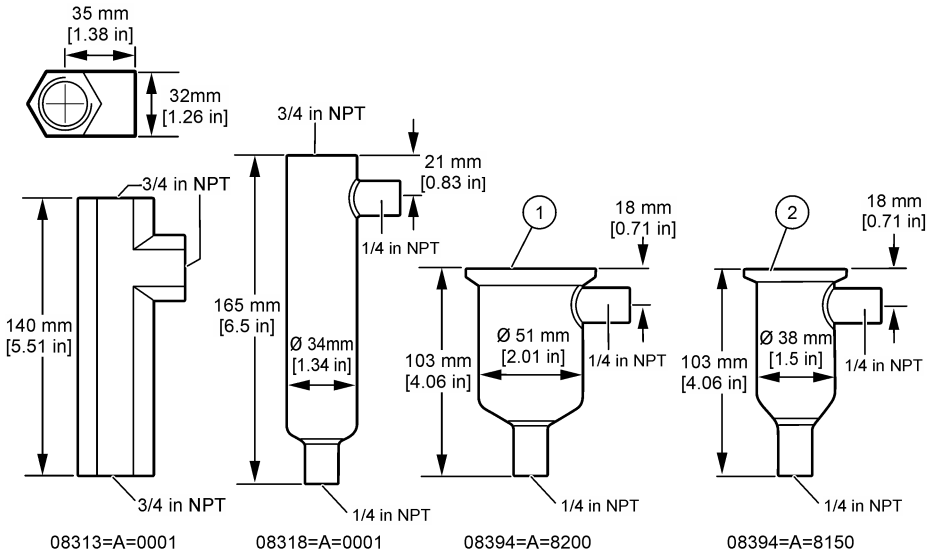 35 mm
[1.38 in]
32mm
[1.26 in]
3/4 in NPT
140 mm
[5.51 in]
3/4 in NPT
08313=A=0001
3/4 in NPT
21 mm
[0.83 in]
1/4 in NPT
165 mm
[6.5 in]
Ø 34mm
[1.34 in]
1/4 in NPT
08318=A=0001
1
18 mm
[0.71 in]
103 mm
[4.06 in]
Ø 51 mm
[2.01 in]
1/4 in NPT
1/4 in NPT
08394=A=8200
2
18 mm
[0.71 in]
103 mm
[4.06 in]
Ø 38 mm
[1.5 in]
1/4 in NPT
1/4 in NPT
08394=A=8150